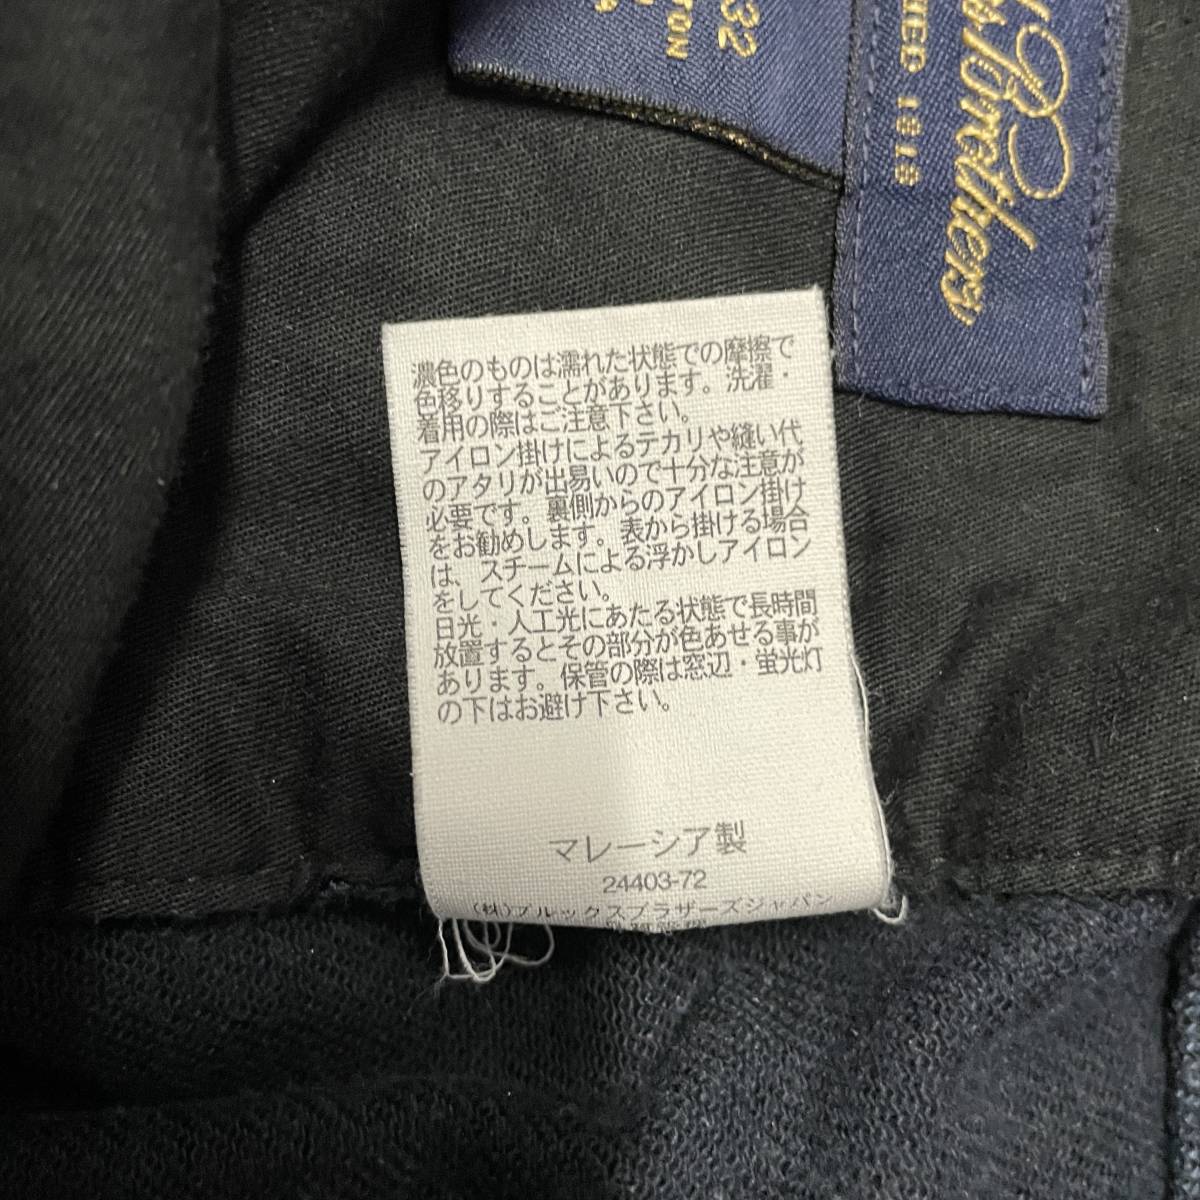 32
TON
Brothers
1818
濃色のものは濡れた状態での摩擦で
色移りすることがあります。洗濯・
着用の際はご注意下さい。
アイロン掛けによるテカリや縫い代
のアタリが出易いので十分な注意が
必要です。裏側からのアイロン掛け
をお勧めします。表から掛ける場合
は、スチームによる浮かしアイロン
をしてください。
日光・人工光にあたる状態で長時間
放置するとその部分が色あせる事が
あります。保管の際は窓辺・蛍光灯
の下はお避け下さい。
マレーシア製
24403-72
(株)ブルックスブラザーズジャパン